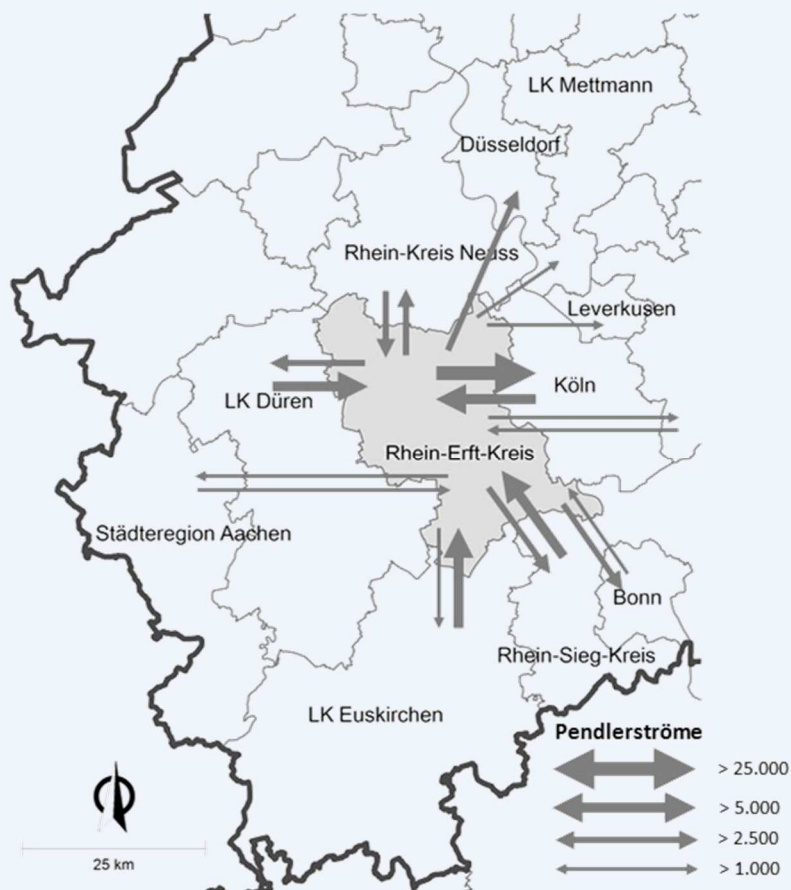 LK Mettmann
Düsseldorf
Rhein-Kreis Neuss
Leverkusen
Köln
LK Düren
Rhein-Erft-Kreis
Städteregion Aachen
Bonn
Rhein-Sieg-Kreis
LK Euskirchen
Pendlerströme
> 25.000
> 5.000
> 2.500
> 1.000
25 km